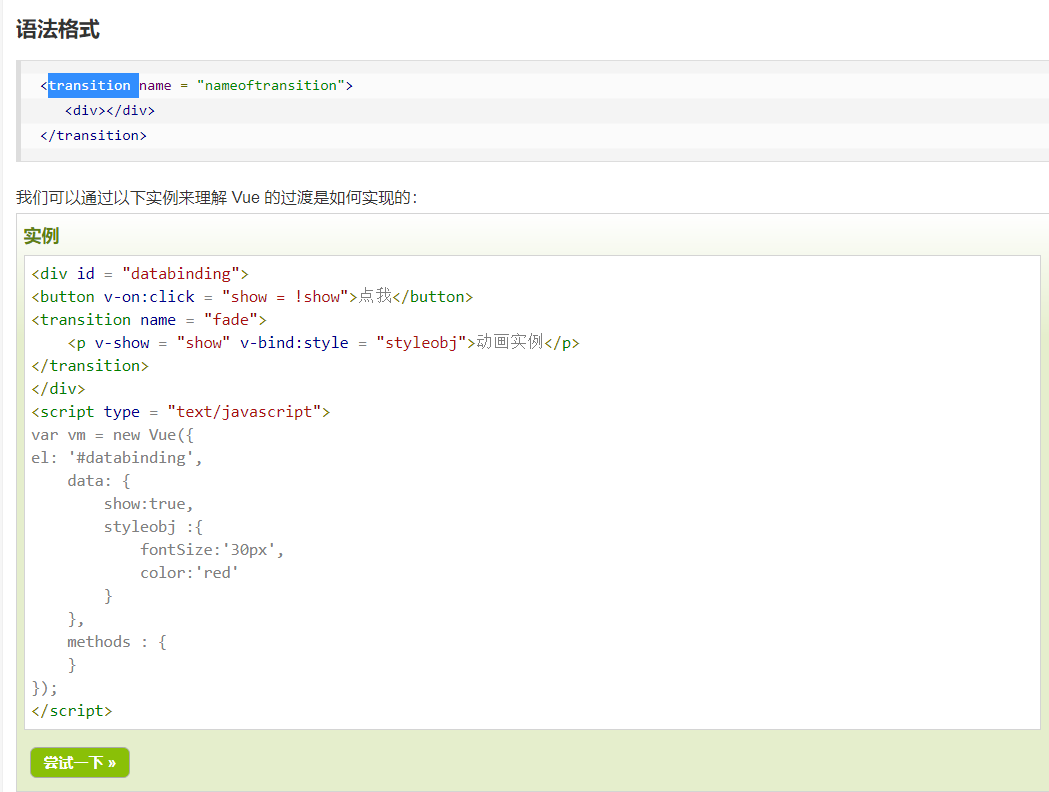 语法格式
<transition name = "nameoftransition">
<div></div>
</transition>
我们可以通过以下实例来理解 Vue 的过渡是如何实现的：
实例
<div id = "databinding">
<button v-on:click = "show = !show">点我</button>
<transition name = "fade">
<p v-show = "show" v-bind:style = "styleobj">动画实例</p>
</transition>
</div>
<script type = "text/javascript">
var vm = new Vue({
el: '#databinding',
data: {
show:true,
styleobj :{
fontSize:'30px',
color:'red'
}
},
methods : {
}
});
</script>
尝试一下 »